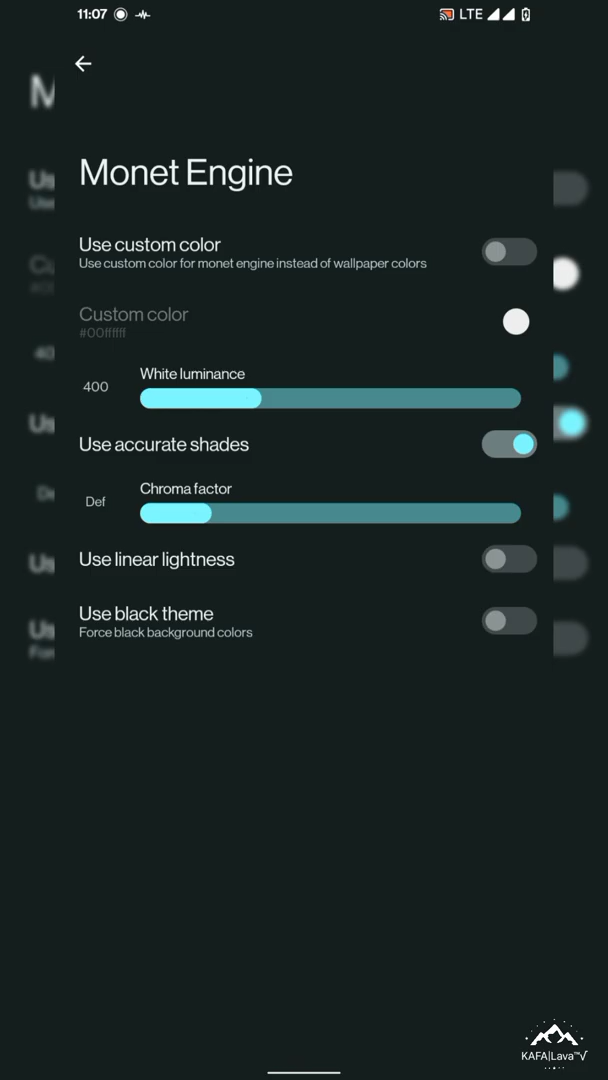 11:07
LTE
Monet Engine
Use custom color
Use custom color for monet engine instead of wallpaper colors
Custom color
#00ffffff
White luminance
400
Use accurate shades
Chroma factor
Def
Use linear lightness
Use black theme
Force black background colors
KAFA|Lava™√